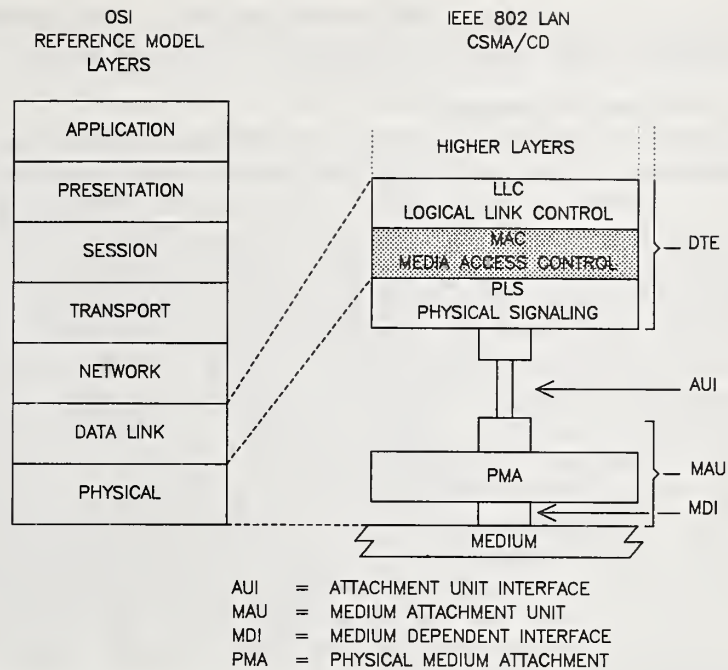 OSI
REFERENCE MODEL
LAYERS
APPLICATION
PRESENTATION
SESSION
TRANSPORT
NETWORK
DATA LINK
PHYSICAL
IEEE 802 LAN
CSMA/CD
HIGHER LAYERS
LLC
LOGICAL LINK CONTROL
MAC
MEDIA ACCESS CONTROL
PLS
PHYSICAL SIGNALING
DTE
AUI
PMA
MAU
MDI
MEDIUM
AUI = ATTACHMENT UNIT INTERFACE
MAU = MEDIUM ATTACHMENT UNIT
MDI = MEDIUM DEPENDENT INTERFACE
PMA = PHYSICAL MEDIUM ATTACHMENT